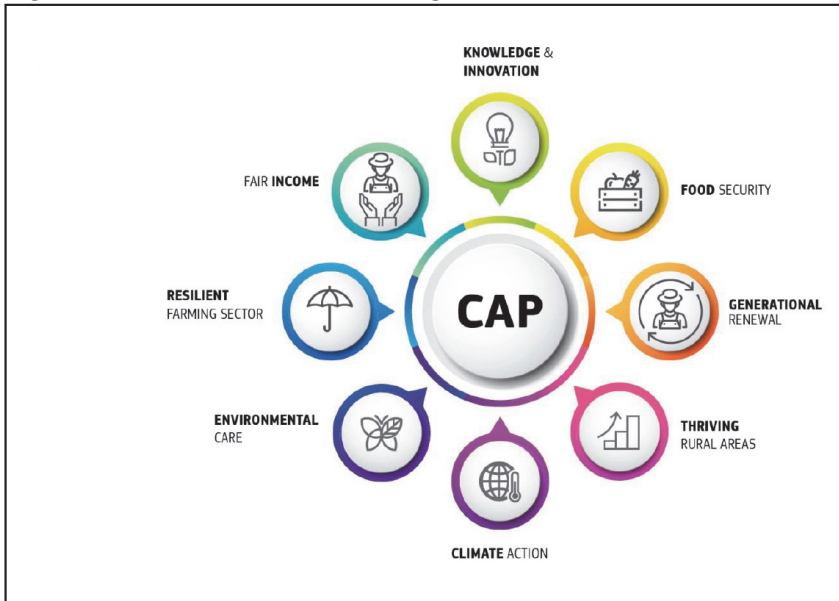 KNOWLEDGE &
INNOVATION
FAIR INCOME
FOOD SECURITY
RESILIENT
FARMING SECTOR
CAP
GENERATIONAL
RENEWAL
ENVIRONMENTAL
CARE
THRIVING
RURAL AREAS
CLIMATE ACTION